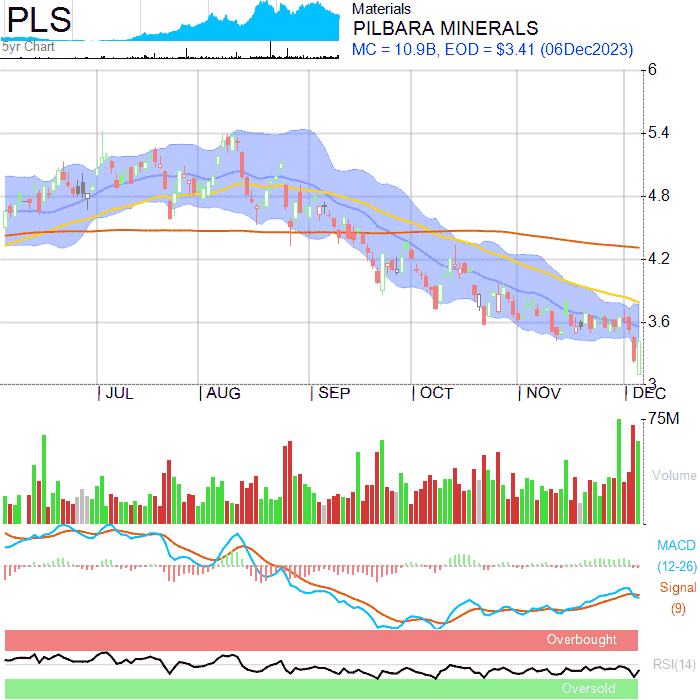 PLS
5yr Chart
Materials
PILBARA MINERALS
MC = 10.9B, EOD = $3.41 (06Dec2023)
6
5.4
4.8
4.2
3.6
3
JUL
AUG
SEP
OCT
NOV
DEC
75M
Volume
MACD
(12-26)
Signal
(9)
Overbought
RSI(14)
Oversold